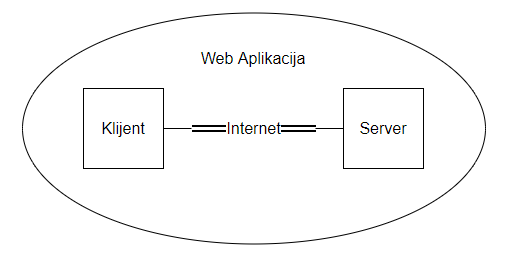 Web Aplikacija
Klijent
Internet
Server